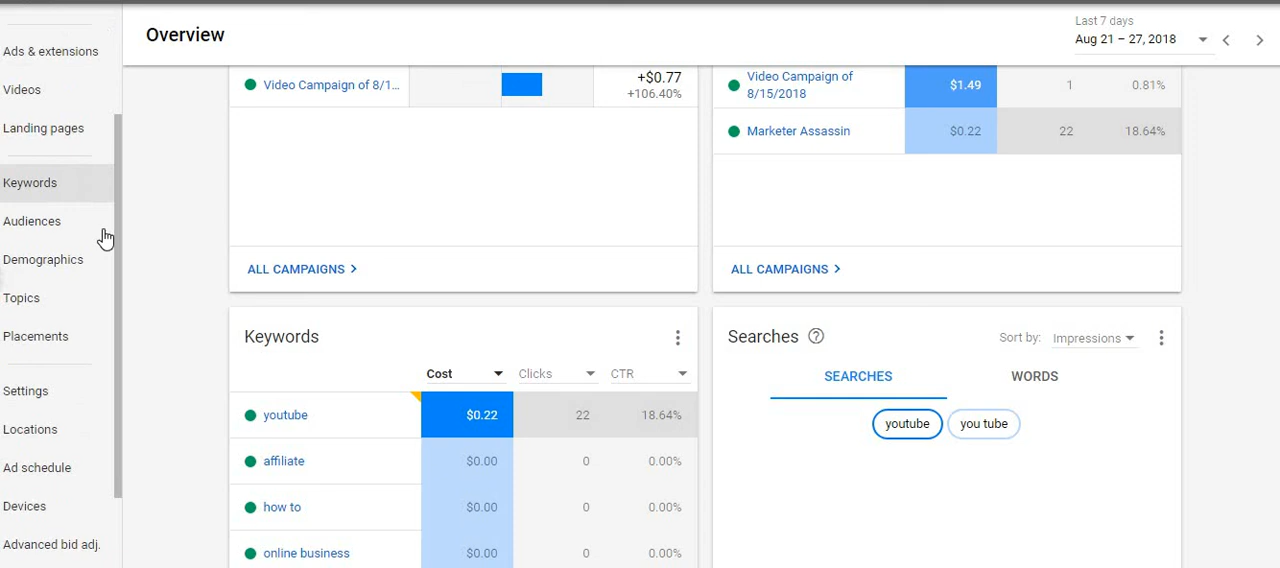 Overview
Last 7 days
Aug 21 – 27, 2018
Ads & extensions
Videos
Landing pages
Keywords
Audiences
Demographics
Topics
Placements
Settings
Locations
Ad schedule
Devices
Advanced bid adj.
Video Campaign of 8/1...
+$0.77
+106.40%
ALL CAMPAIGNS
Video Campaign of
8/15/2018
$1.49 1 0.81%
Marketer Assassin $0.22 22 18.64%
ALL CAMPAIGNS
Keywords
Cost Clicks CTR
youtube $0.22 22 18.64%
affiliate $0.00 0 0.00%
how to $0.00 0 0.00%
online business $0.00 0 0.00%
Searches
Sort by: Impressions
SEARCHES WORDS
youtube you tube